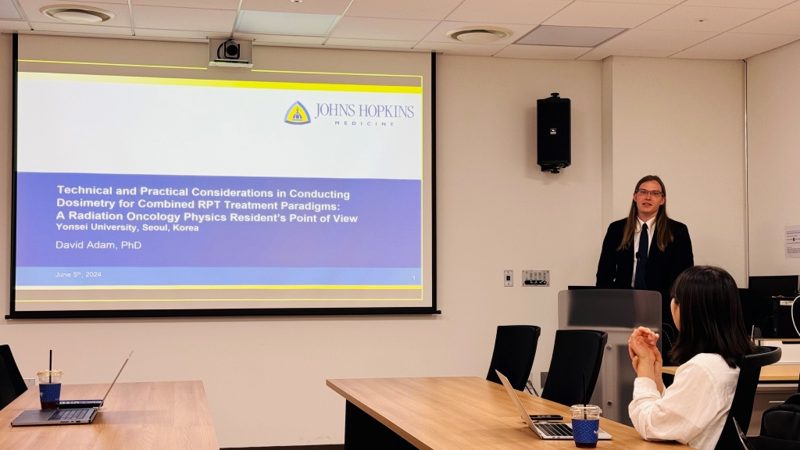 JOHNS HOPKINS
MEDICINE
Technical and Practical Considerations in Conducting
Dosimetry for Combined RPT Treatment Paradigms:
A Radiation Oncology Physics Resident's Point of View
Yonsei University, Seoul, Korea
David Adam, PhD
June 5th, 2024
1